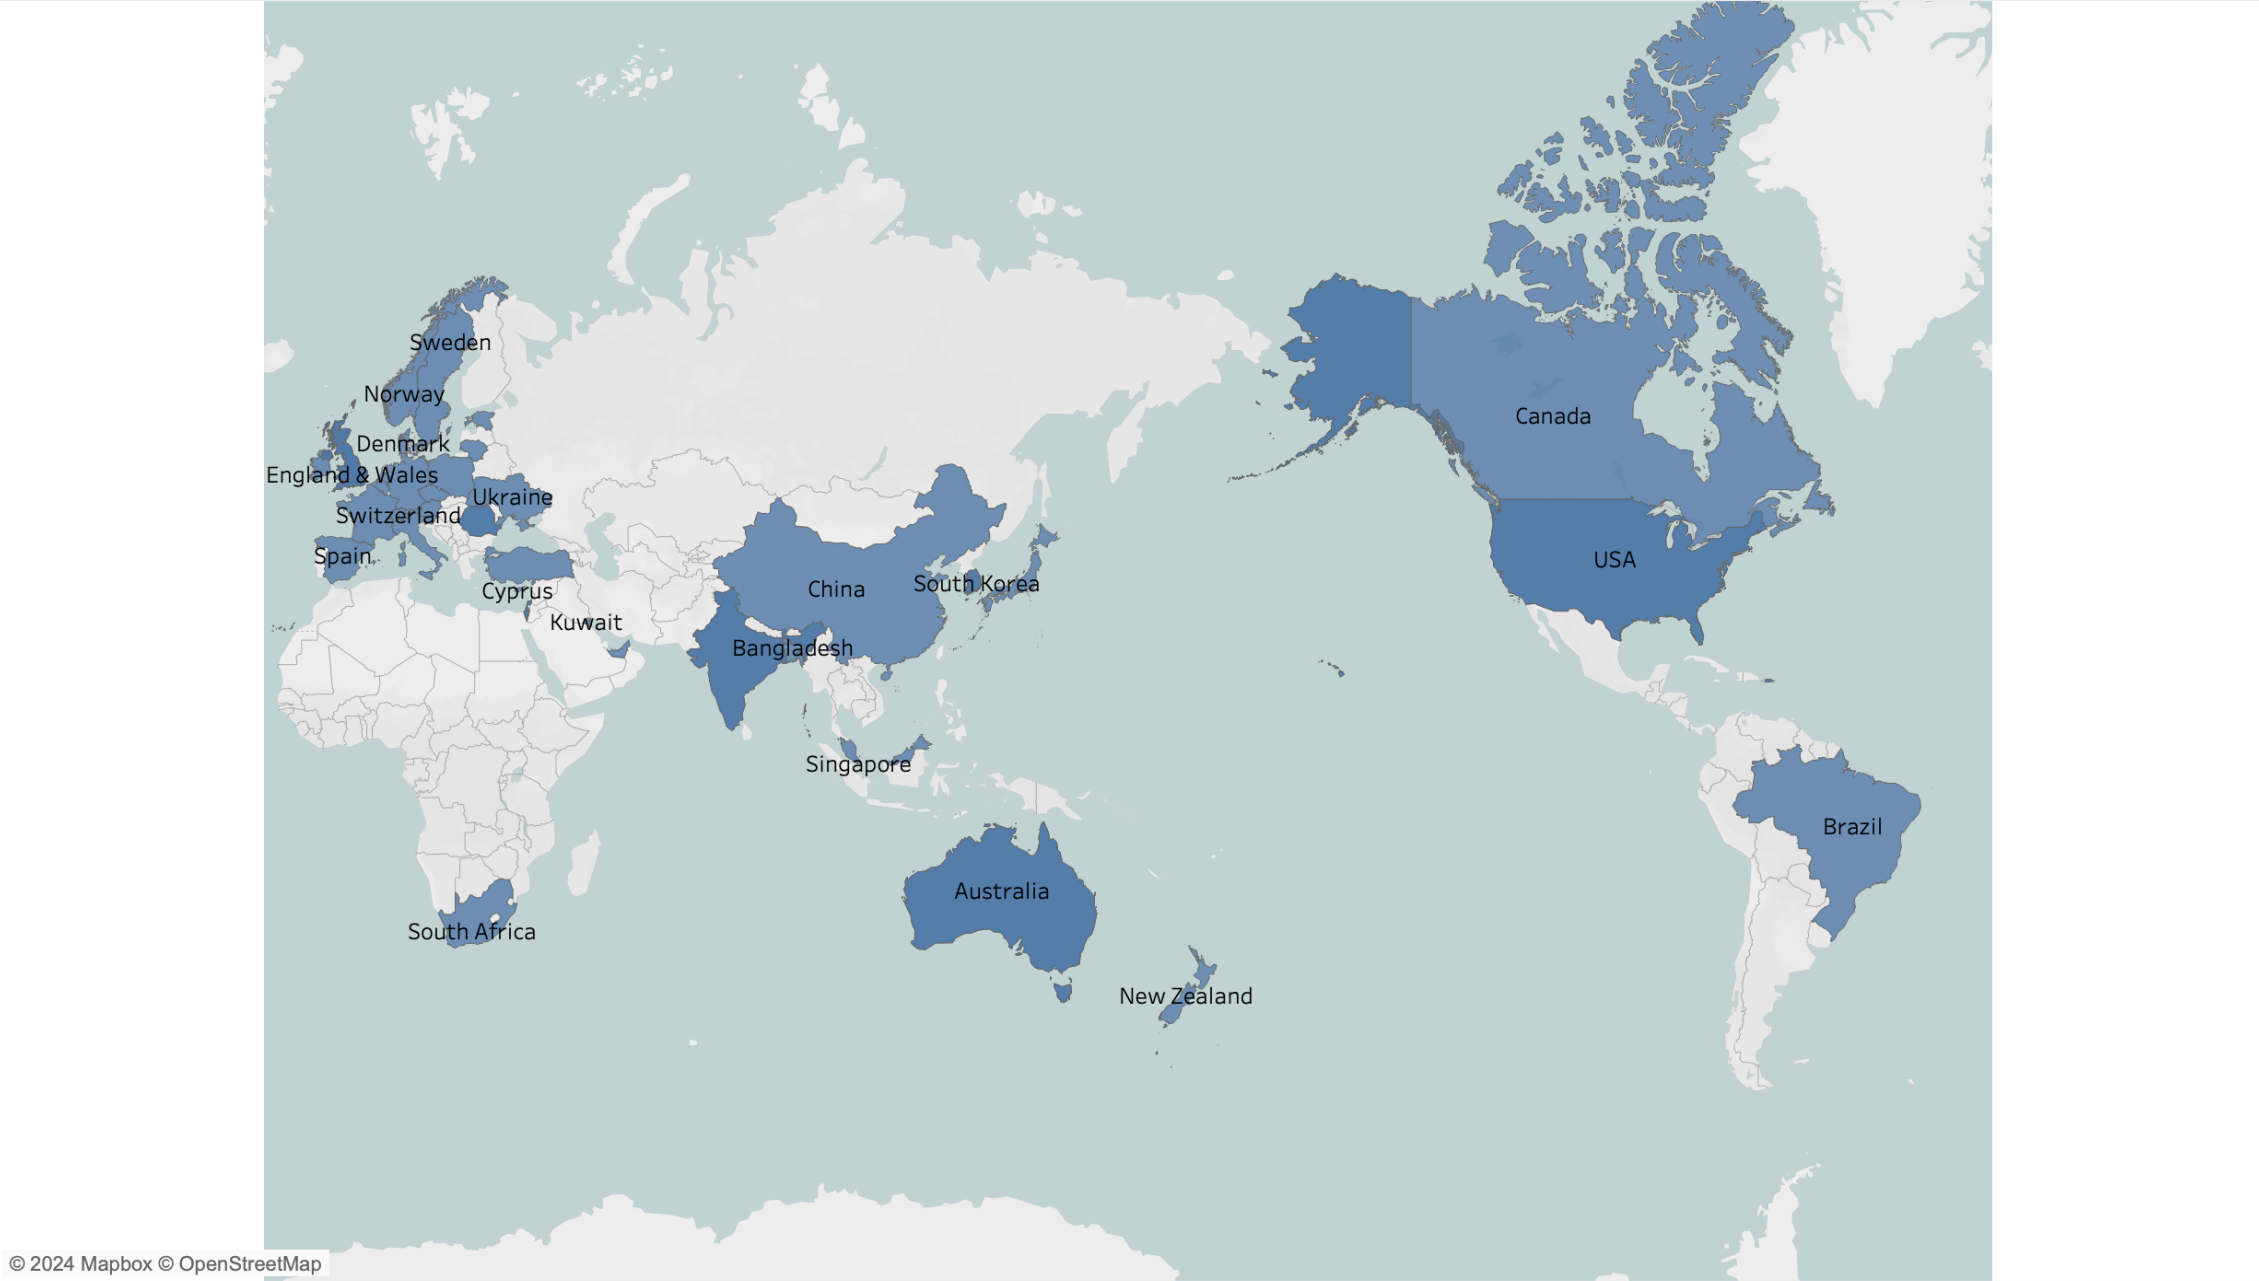 Sweden
Norway
Canada
Denmark
England & Wales
Ukraine
Switzerland
Spain
USA
South Korea
China
Cyprus
Kuwait
Bangladesh
Singapore
Brazil
Australia
South Africa
New Zealand
© 2024 Mapbox © OpenStreetMap